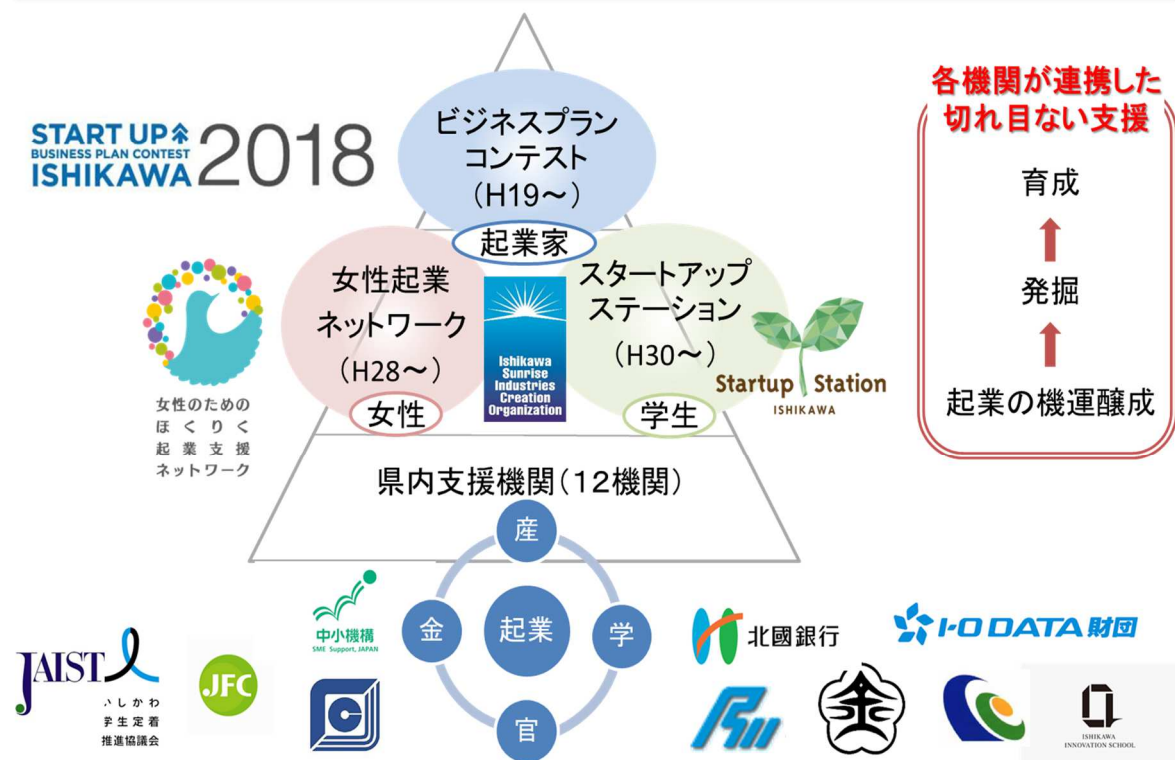 START UP
BUSINESS PLAN CONTEST
ISHIKAWA
2018
ビジネスプラン
コンテスト
(H19～)
起業家
各機関が連携した
切れ目ない支援
育成
発掘
起業の機運醸成
女性のための
ほくりく
起業支援
ネットワーク
女性起業
ネットワーク
(H28～)
女性
Ishikawa
Sunrise
Industries
Creation
Organization
スタートアップ
ステーション
(H30～)
学生
Startup Station
ISHIKAWA
県内支援機関(12機関)
産
金
起業
学
官
中小機構
SME Support, JAPAN
JAIST
いしかわ
学生定着
推進協議会
JFC
北國銀行
I-O DATA 財団
ISHIKAWA
INNOVATION SCHOOL